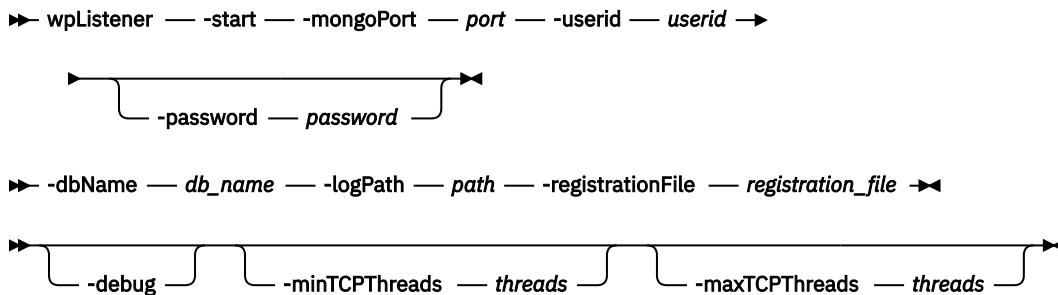 wpListener -start -mongoPort port -userid userid
-password password
-dbName db_name -logPath path -registrationFile registration_file
-debug -minTCPThreads threads -maxTCPThreads threads